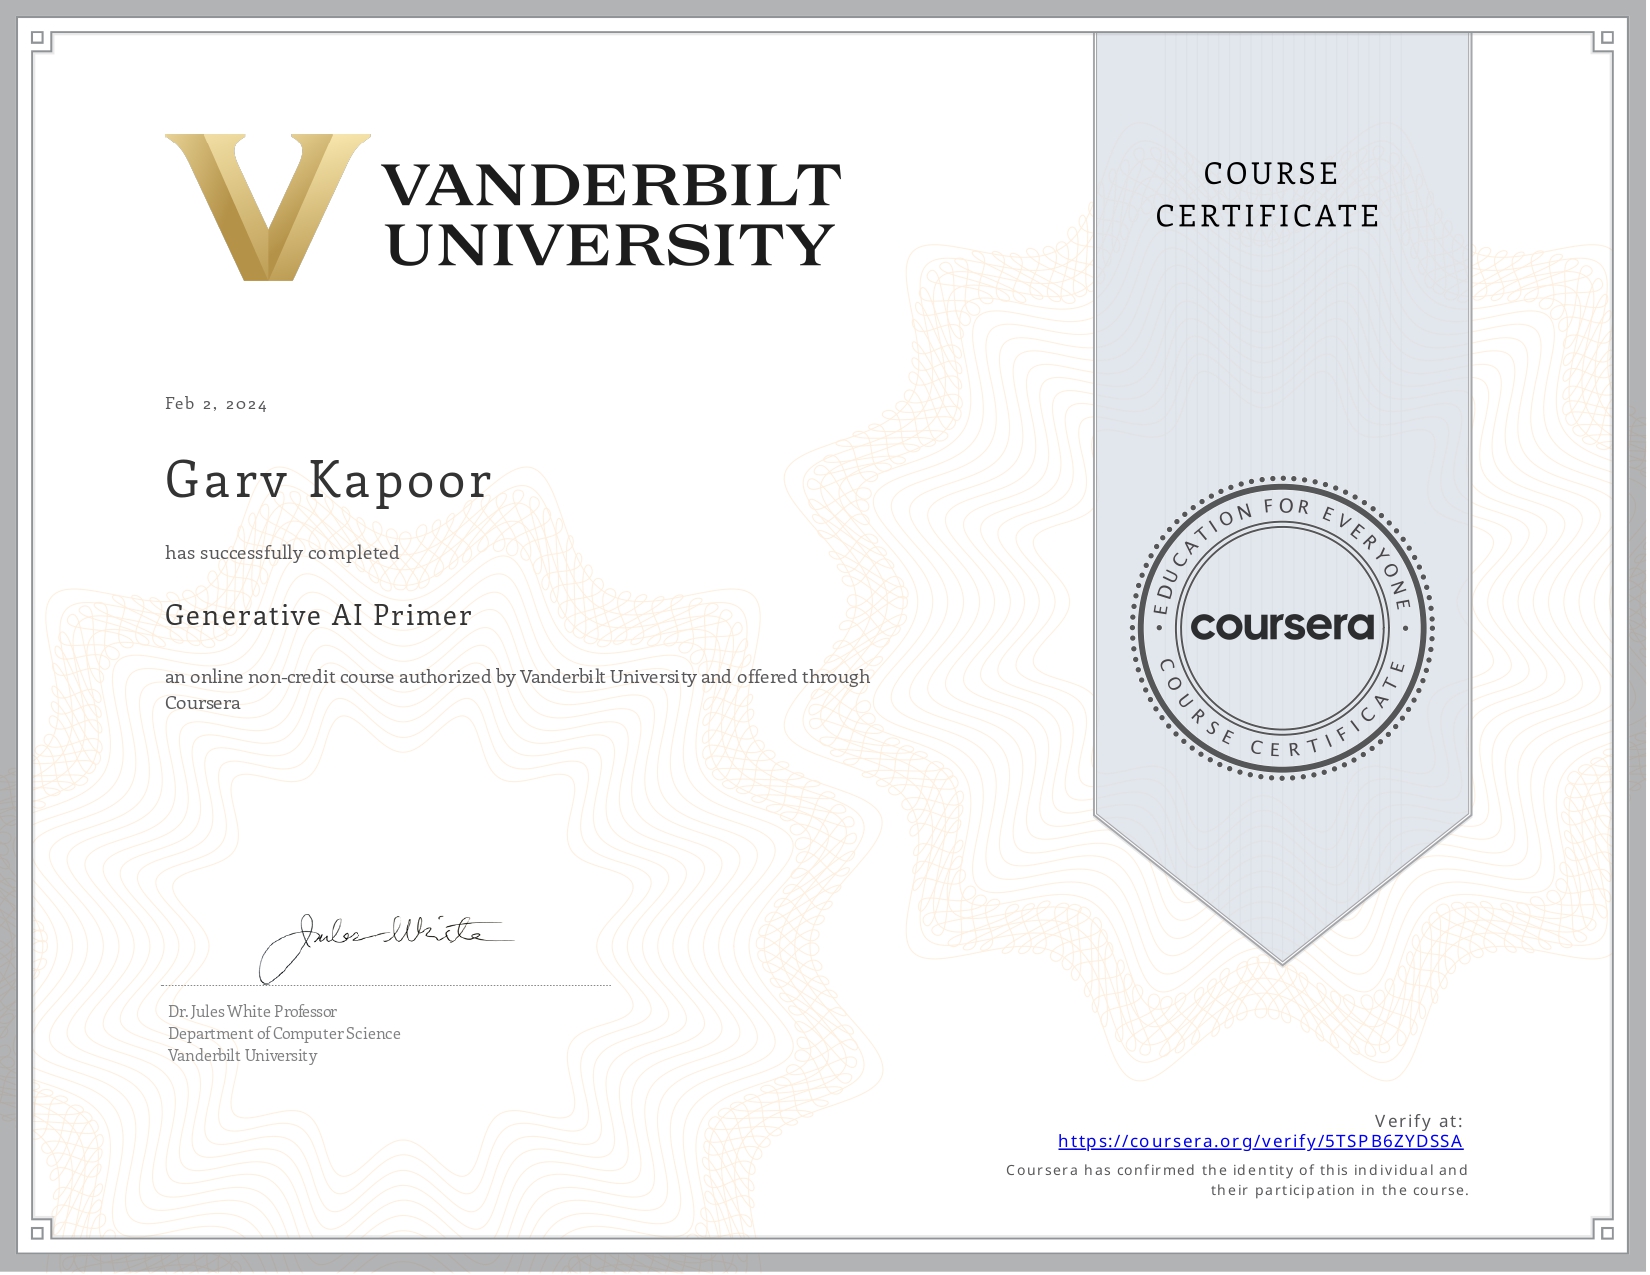 VANDERBILT
UNIVERSITY
COURSE
CERTIFICATE
Feb 2, 2024
Garv Kapoor
has successfully completed
Generative AI Primer
an online non-credit course authorized by Vanderbilt University and offered through
Coursera
EDUCATION FOR EVERYONE
coursera
COURSE CERTIFICATE
Jules White
Dr. Jules White Professor
Department of Computer Science
Vanderbilt University
Verify at:
https://coursera.org/verify/5TSPB6ZYDSSA
Coursera has confirmed the identity of this individual and
their participation in the course.